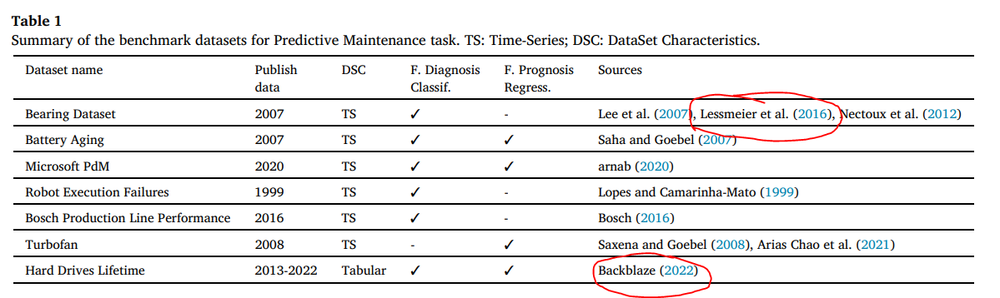 Table 1
Summary of the benchmark datasets for Predictive Maintenance task. TS: Time-Series; DSC: DataSet Characteristics.
Dataset name Publish data DSC F. Diagnosis Classif. F. Prognosis Regress. Sources
Bearing Dataset 2007 TS ✓ - Lee et al. (2007), Lessmeier et al. (2016), Nectoux et al. (2012)
Battery Aging 2007 TS ✓ ✓ Saha and Goebel (2007)
Microsoft PdM 2020 TS ✓ ✓ arnab (2020)
Robot Execution Failures 1999 TS ✓ - Lopes and Camarinha-Mato (1999)
Bosch Production Line Performance 2016 TS ✓ - Bosch (2016)
Turbofan 2008 TS - ✓ Saxena and Goebel (2008), Arias Chao et al. (2021)
Hard Drives Lifetime 2013-2022 Tabular ✓ ✓ Backblaze (2022)